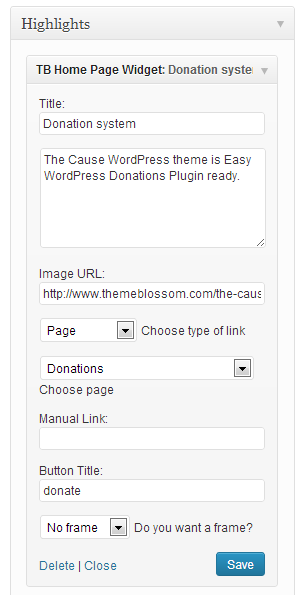 Highlights
TB Home Page Widget: Donation syste
Title:
Donation system
The Cause WordPress theme is Easy
WordPress Donations Plugin ready.
Image URL:
http://www.themeblossom.com/the-caus
Page Choose type of link
Donations
Choose page
Manual Link:
Button Title:
donate
No frame Do you want a frame?
Delete | Close Save